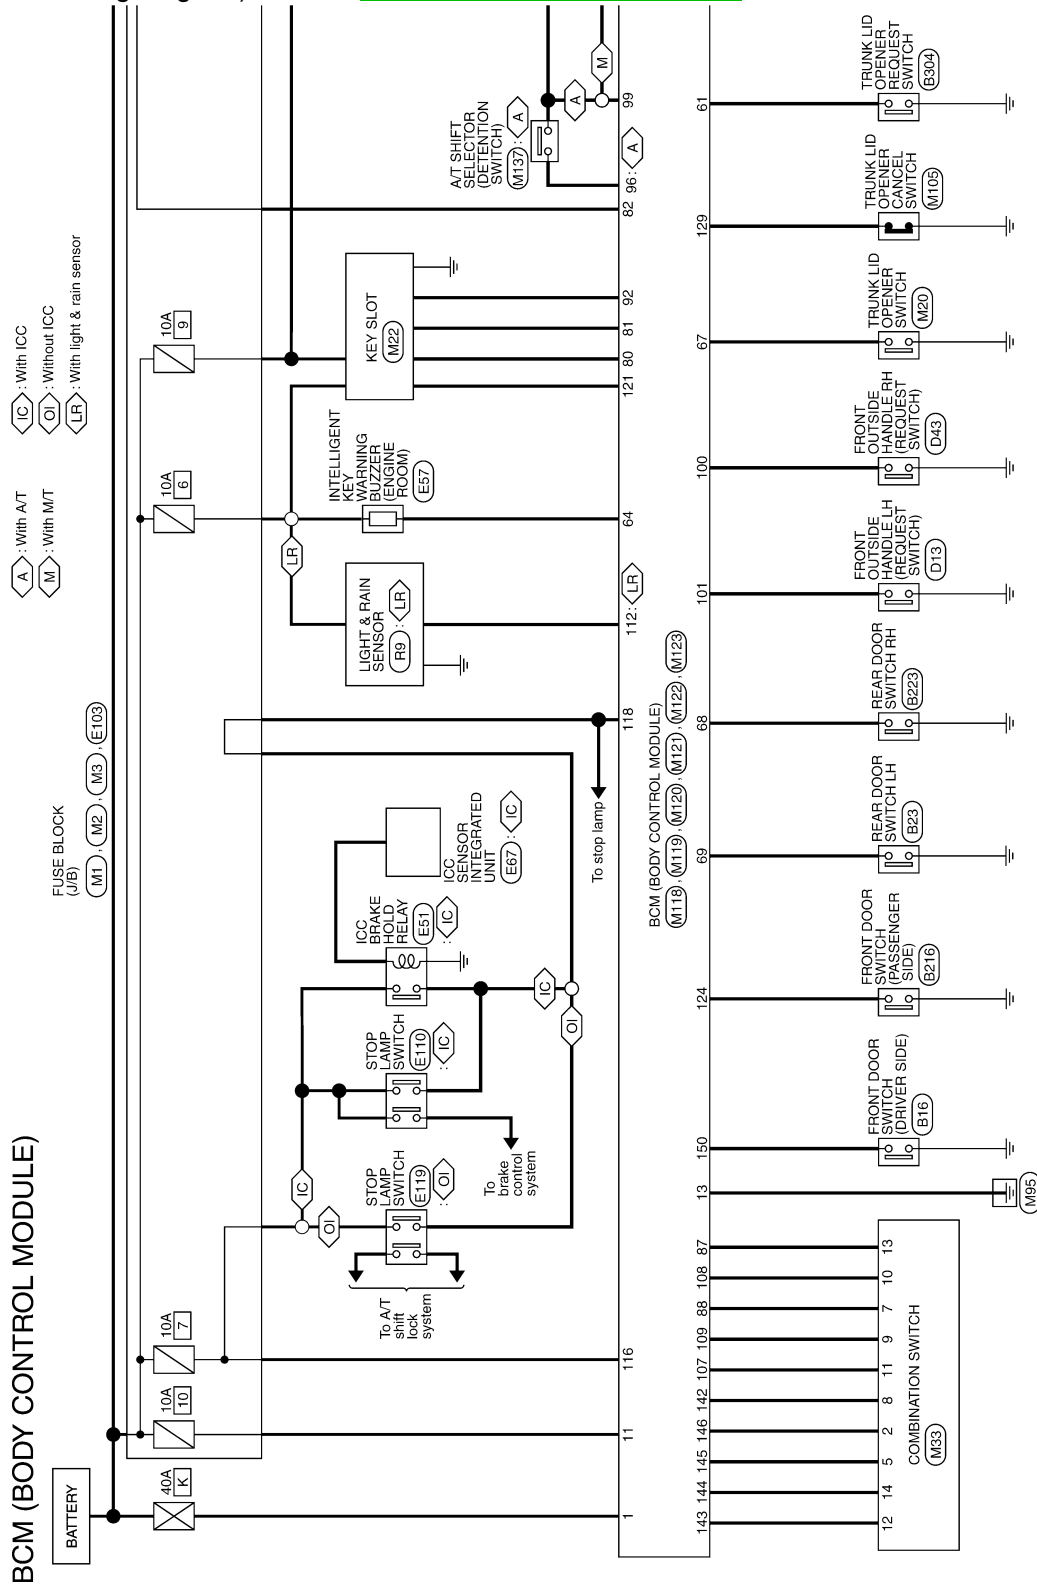 BCM (BODY CONTROL MODULE)
BATTERY
40A
K
10A
10
10A
7
10A
6
10A
9
FUSE BLOCK
(J/B)
M1 , M2 , M3 , E103
A : With A/T
M : With M/T
IC : With ICC
OI : Without ICC
LR : With light & rain sensor
To A/T
shift
lock
system
IC
OI
STOP
LAMP
SWITCH
E119
: OI
To
brake
control
system
STOP
LAMP
SWITCH
E110
: IC
ICC
BRAKE
HOLD
RELAY
E51
: IC
IC
OI
ICC
SENSOR
INTEGRATED
UNIT
E67 : IC
To stop lamp
LIGHT & RAIN
SENSOR
R9 : LR
LR
INTELLIGENT
KEY
WARNING
BUZZER
(ENGINE
ROOM)
E57
KEY SLOT
M22
A/T SHIFT
SELECTOR
(DETENTION
SWITCH)
M137 : A
A
M
1
11
116
118
112 : LR
64
121
80
81
92
82
96 : A
99
BCM (BODY CONTROL MODULE)
M118 , M119 , M120 , M121 , M122 , M123
143
144
145
146
142
107
109
88
108
87
13
150
124
69
68
101
100
67
129
61
12
14
5
2
8
11
9
7
10
13
COMBINATION SWITCH
M33
M95
FRONT DOOR
SWITCH
(DRIVER SIDE)
B16
FRONT DOOR
SWITCH
(PASSENGER
SIDE)
B216
REAR DOOR
SWITCH LH
B23
REAR DOOR
SWITCH RH
B223
FRONT
OUTSIDE
HANDLE LH
(REQUEST
SWITCH)
D13
FRONT
OUTSIDE
HANDLE RH
(REQUEST
SWITCH)
D43
TRUNK LID
OPENER
SWITCH
M20
TRUNK LID
OPENER
CANCEL
SWITCH
M105
TRUNK LID
OPENER
REQUEST
SWITCH
B304